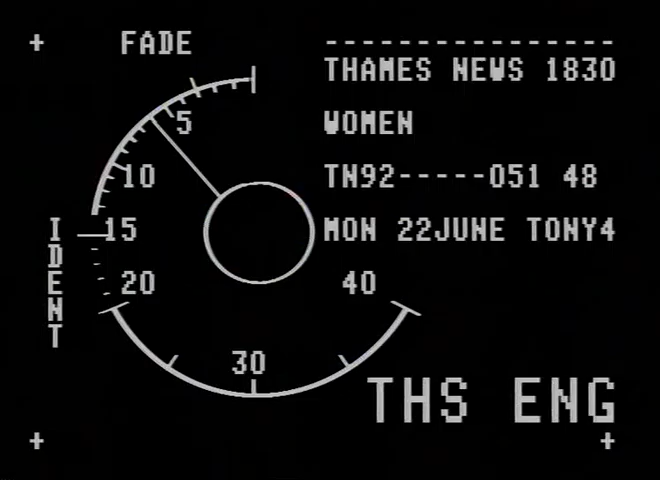 FADE
----------------
THAMES NEWS 1830
WOMEN
TN92-----051 48
MON 22JUNE TONY4
5
10
15
20
30
40
IDENT
THS ENG